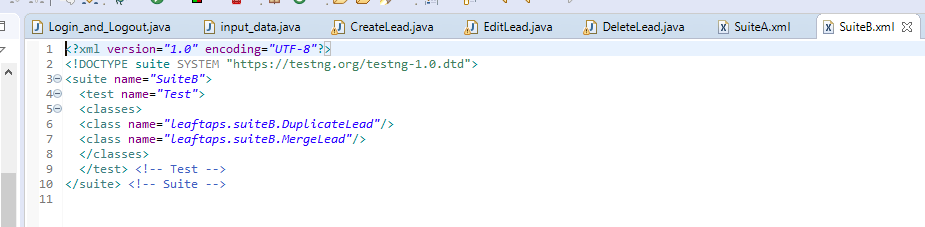 Login_and_Logout.java input_data.java CreateLead.java EditLead.java DeleteLead.java SuiteA.xml SuiteB.xml
1 <?xml version="1.0" encoding="UTF-8"?>
2 <!DOCTYPE suite SYSTEM "https://testng.org/testng-1.0.dtd">
3 <suite name="SuiteB">
4 <test name="Test">
5 <classes>
6 <class name="leaftaps.suiteB.DuplicateLead"/>
7 <class name="leaftaps.suiteB.MergeLead"/>
8 </classes>
9 </test> <!-- Test -->
10 </suite> <!-- Suite -->
11